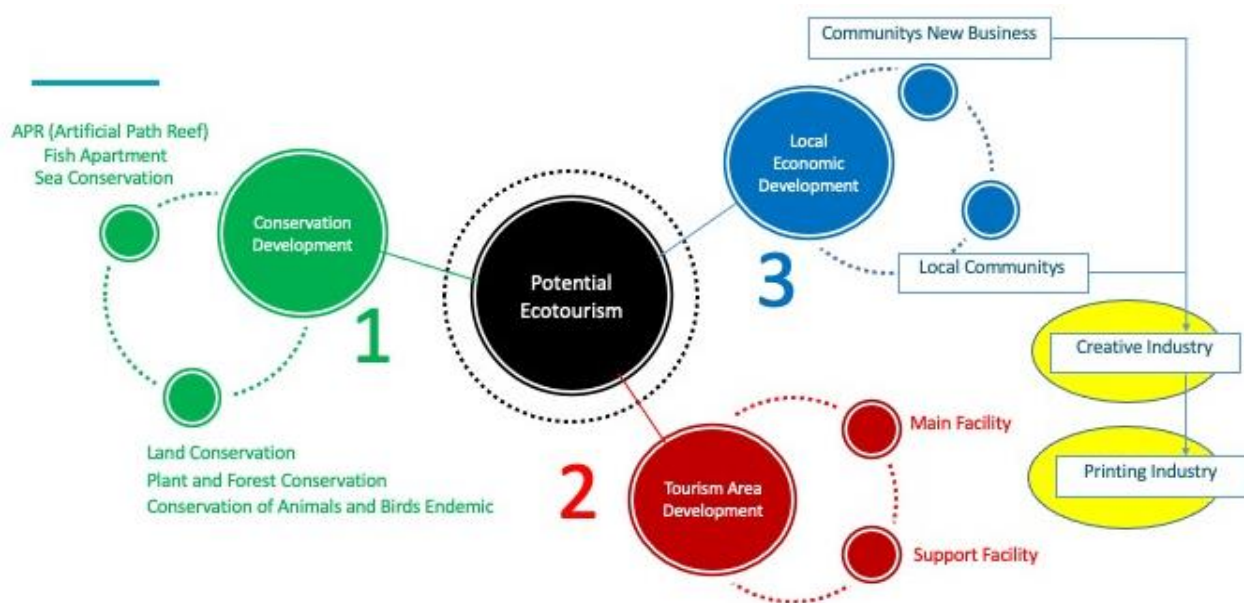 Communitys New Business
APR (Artificial Path Reef)
Fish Apartment
Sea Conservation
Conservation
Development
1
Potential
Ecotourism
Local
Economic
Development
3
Local Communitys
Creative Industry
Printing Industry
Land Conservation
Plant and Forest Conservation
Conservation of Animals and Birds Endemic
2
Tourism Area
Development
Main Facility
Support Facility